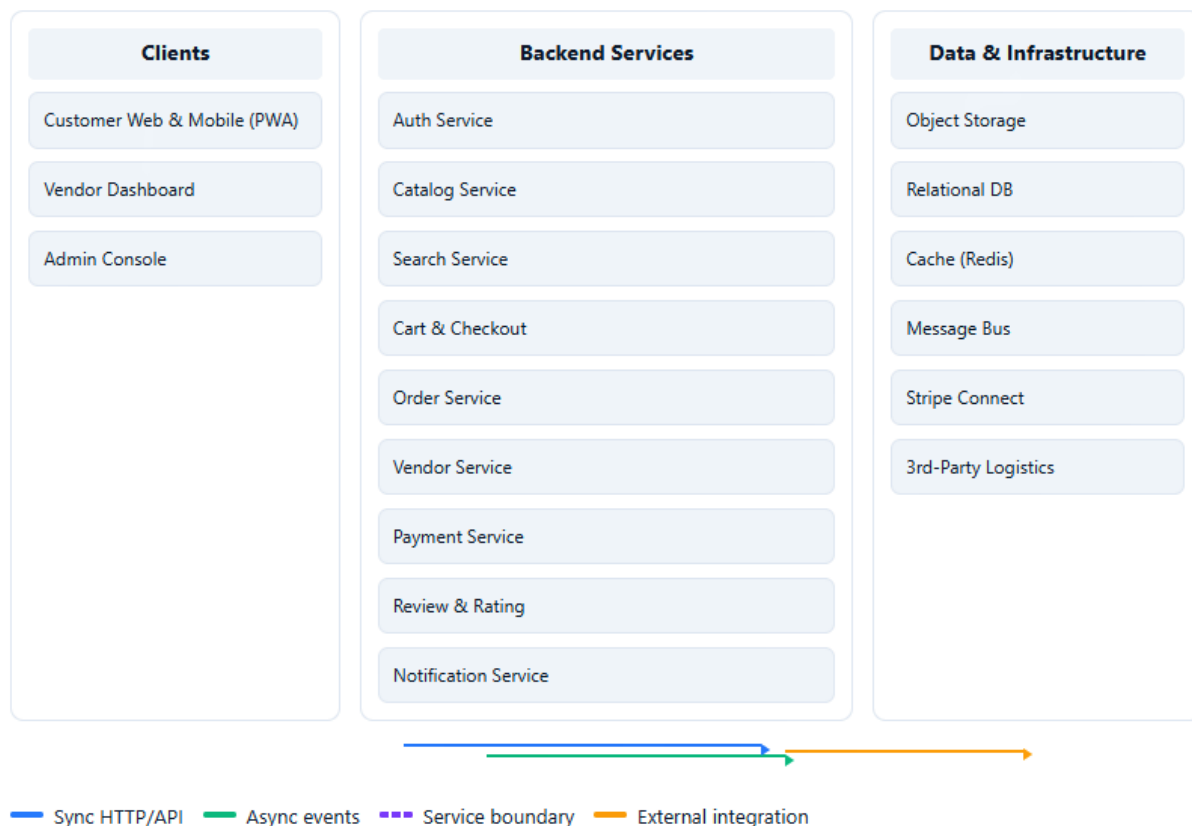 Clients
Customer Web & Mobile (PWA)
Vendor Dashboard
Admin Console
Backend Services
Auth Service
Catalog Service
Search Service
Cart & Checkout
Order Service
Vendor Service
Payment Service
Review & Rating
Notification Service
Data & Infrastructure
Object Storage
Relational DB
Cache (Redis)
Message Bus
Stripe Connect
3rd-Party Logistics
Sync HTTP/API
Async events
Service boundary
External integration